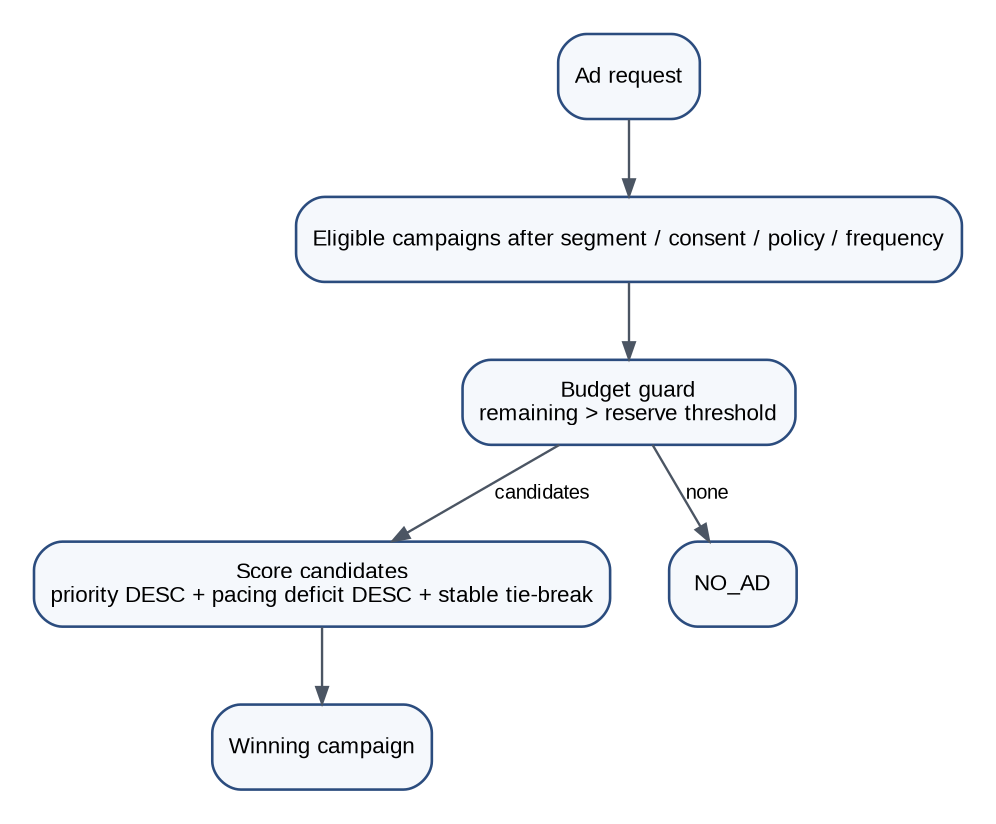 Ad request
Eligible campaigns after segment / consent / policy / frequency
Budget guard
remaining > reserve threshold
candidates
none
Score candidates
priority DESC + pacing deficit DESC + stable tie-break
NO_AD
Winning campaign